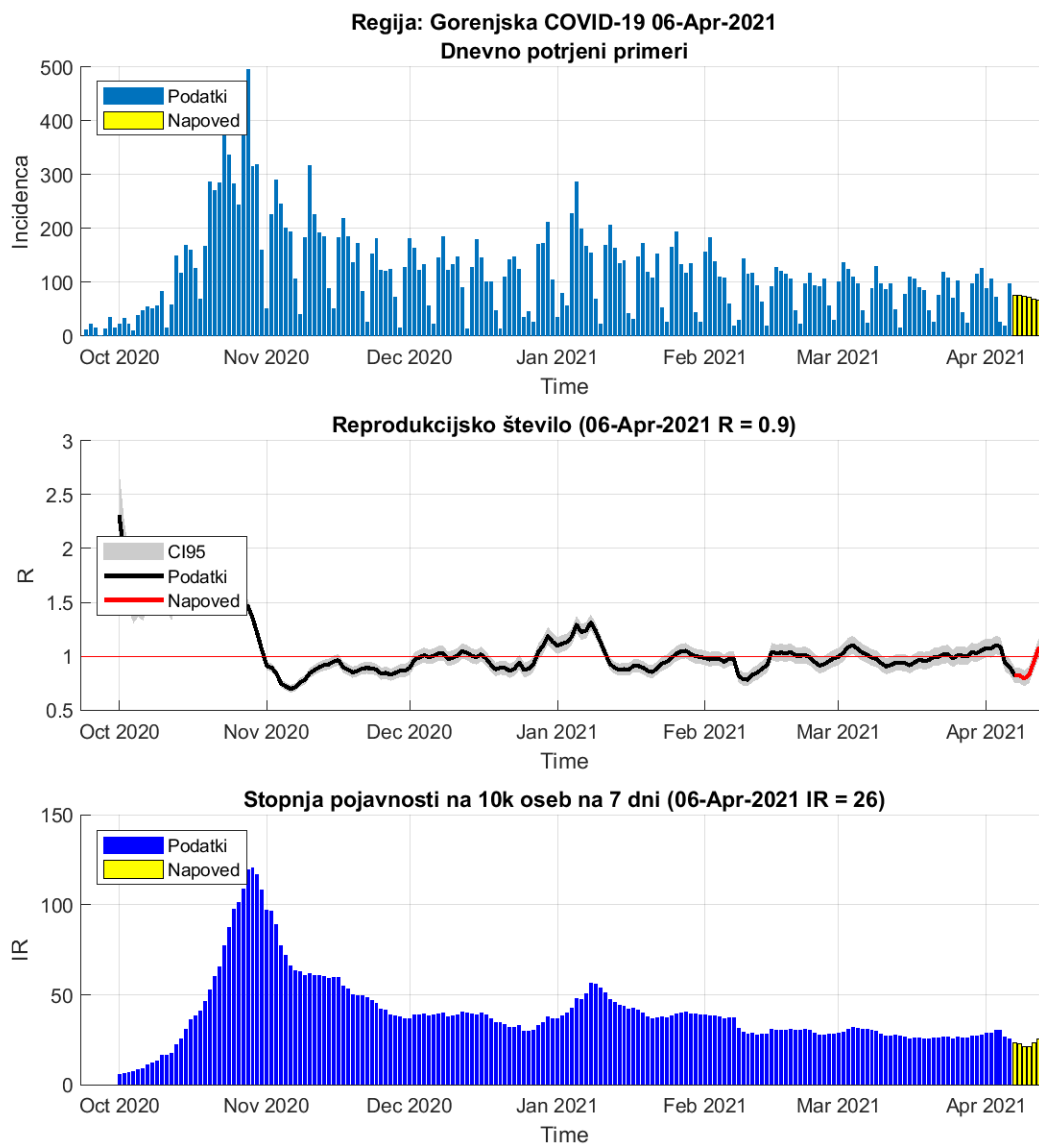 Regija: Gorenjska COVID-19 06-Apr-2021
Dnevno potrjeni primeri
500
400
300
200
100
0
Incidenca
Podatki
Napoved
Oct 2020 Nov 2020 Dec 2020 Jan 2021 Feb 2021 Mar 2021 Apr 2021
Time
Reprodukcijsko število (06-Apr-2021 R = 0.9)
3
2.5
2
1.5
1
0.5
R
CI95
Podatki
Napoved
Oct 2020 Nov 2020 Dec 2020 Jan 2021 Feb 2021 Mar 2021 Apr 2021
Time
Stopnja pojavnosti na 10k oseb na 7 dni (06-Apr-2021 IR = 26)
150
100
50
0
IR
Podatki
Napoved
Oct 2020 Nov 2020 Dec 2020 Jan 2021 Feb 2021 Mar 2021 Apr 2021
Time